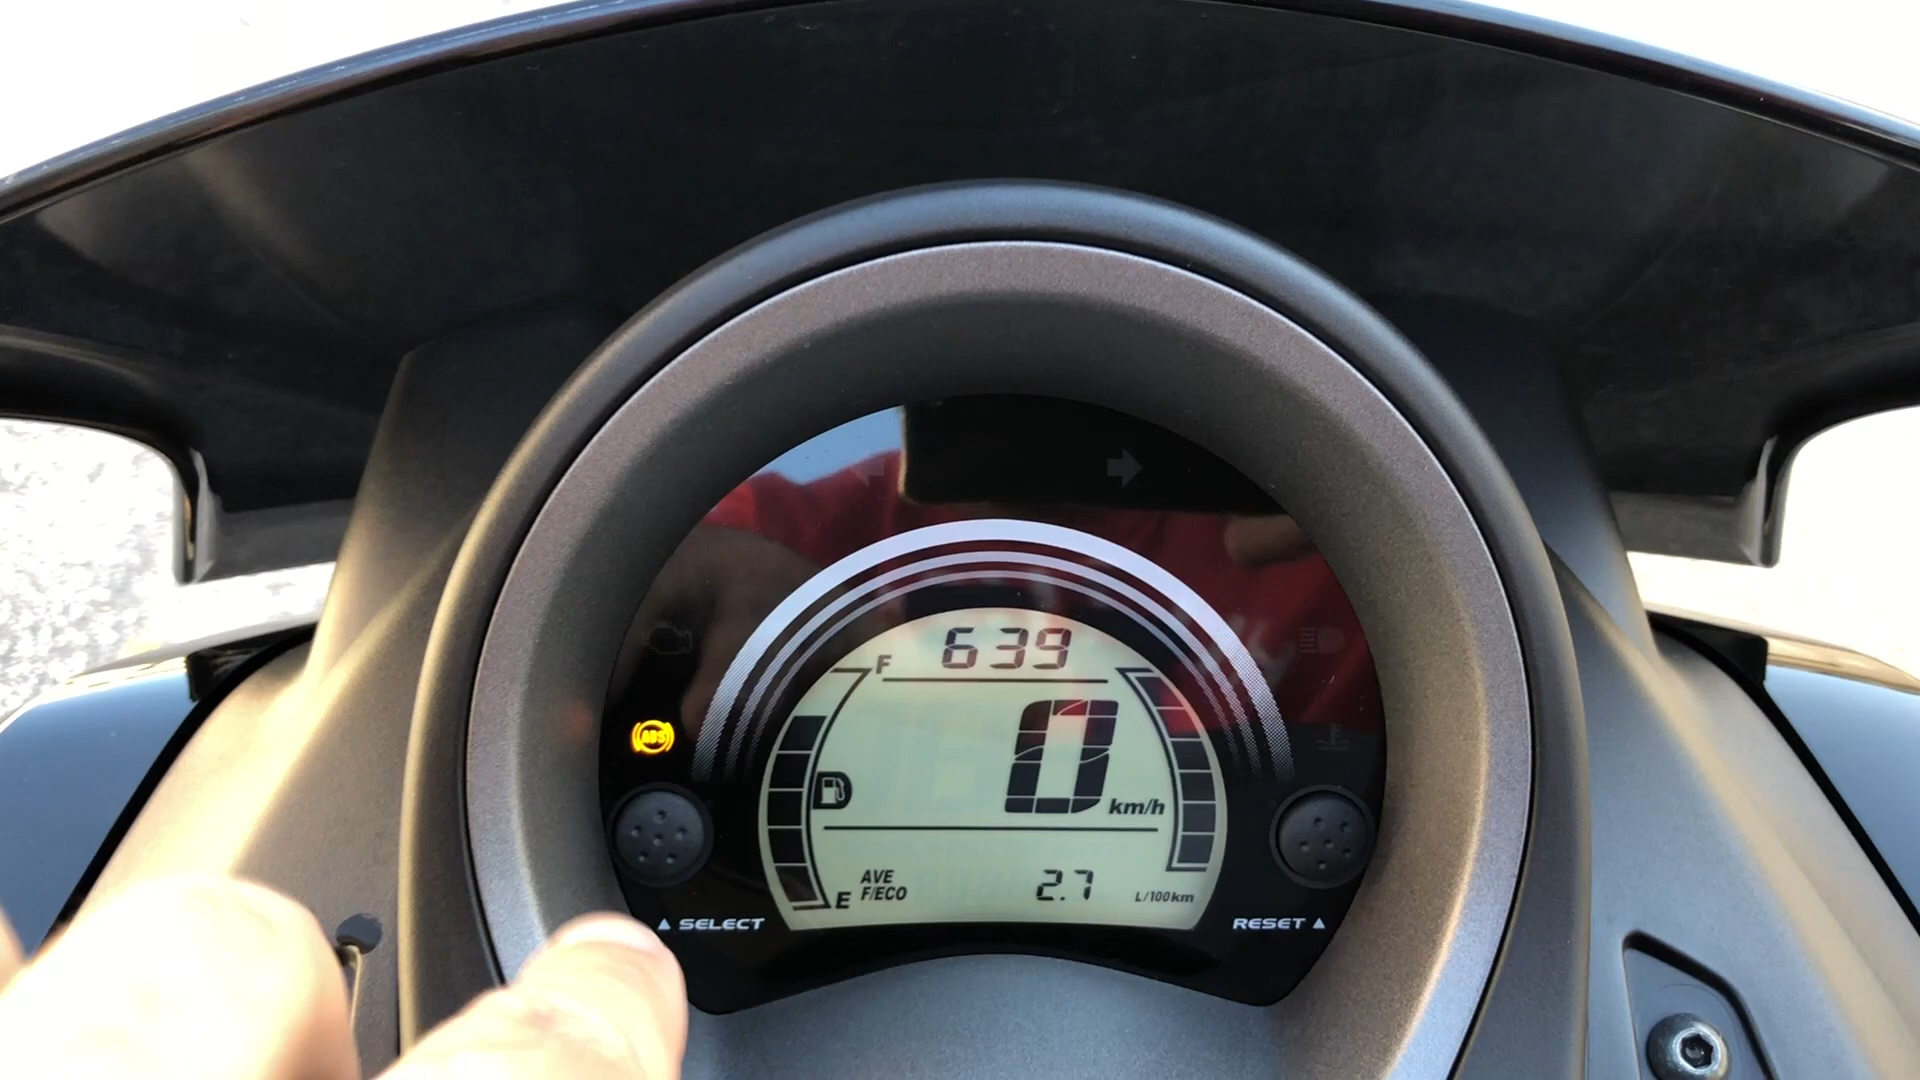 639
F
ABS
0
km/h
AVE
F/ECO
2.7
L/100km
E
▲ SELECT
RESET ▲